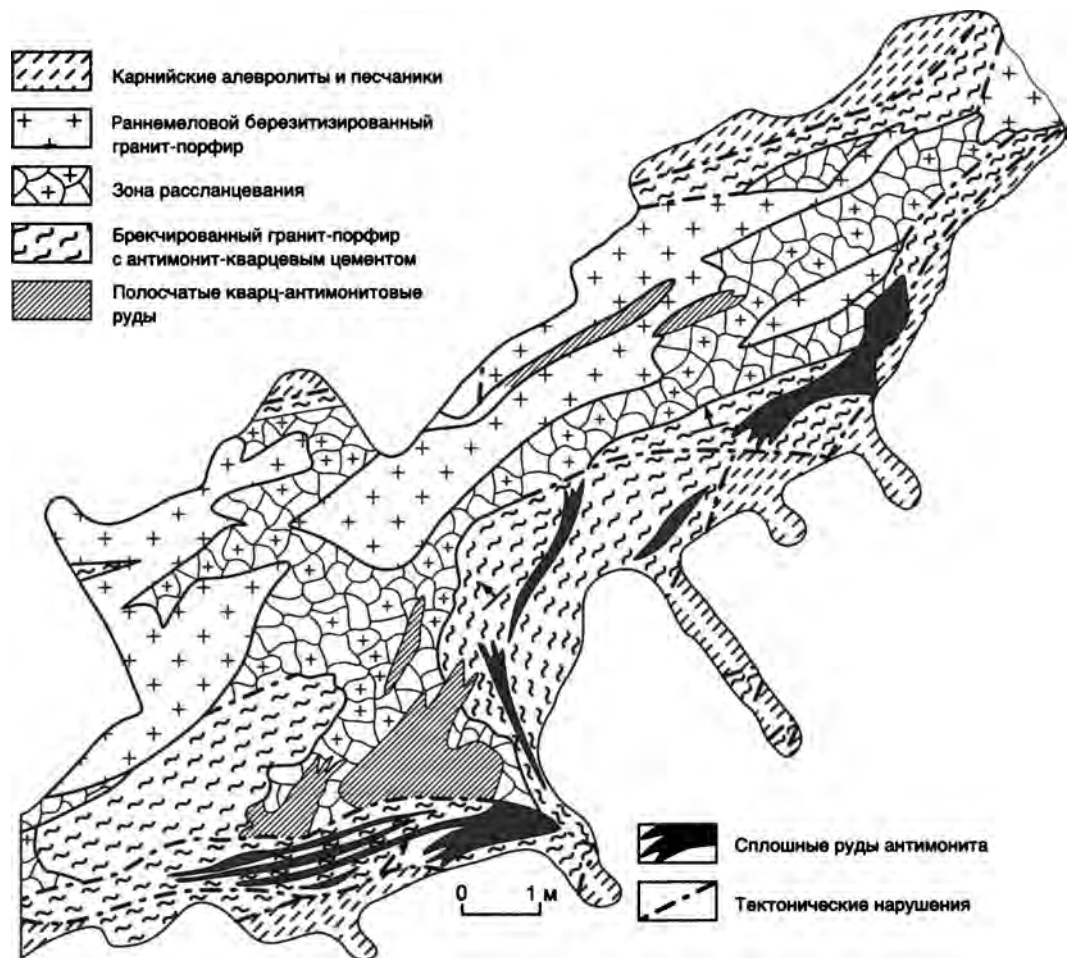 Карнийские алевролиты и песчаники
Раннемеловой березитизированный
гранит-порфир
Зона рассланцевания
Брекчированный гранит-порфир
с антимонит-кварцевым цементом
Полосчатые кварц-антимонитовые
руды
0 1 м
Сплошные руды антимонита
Тектонические нарушения